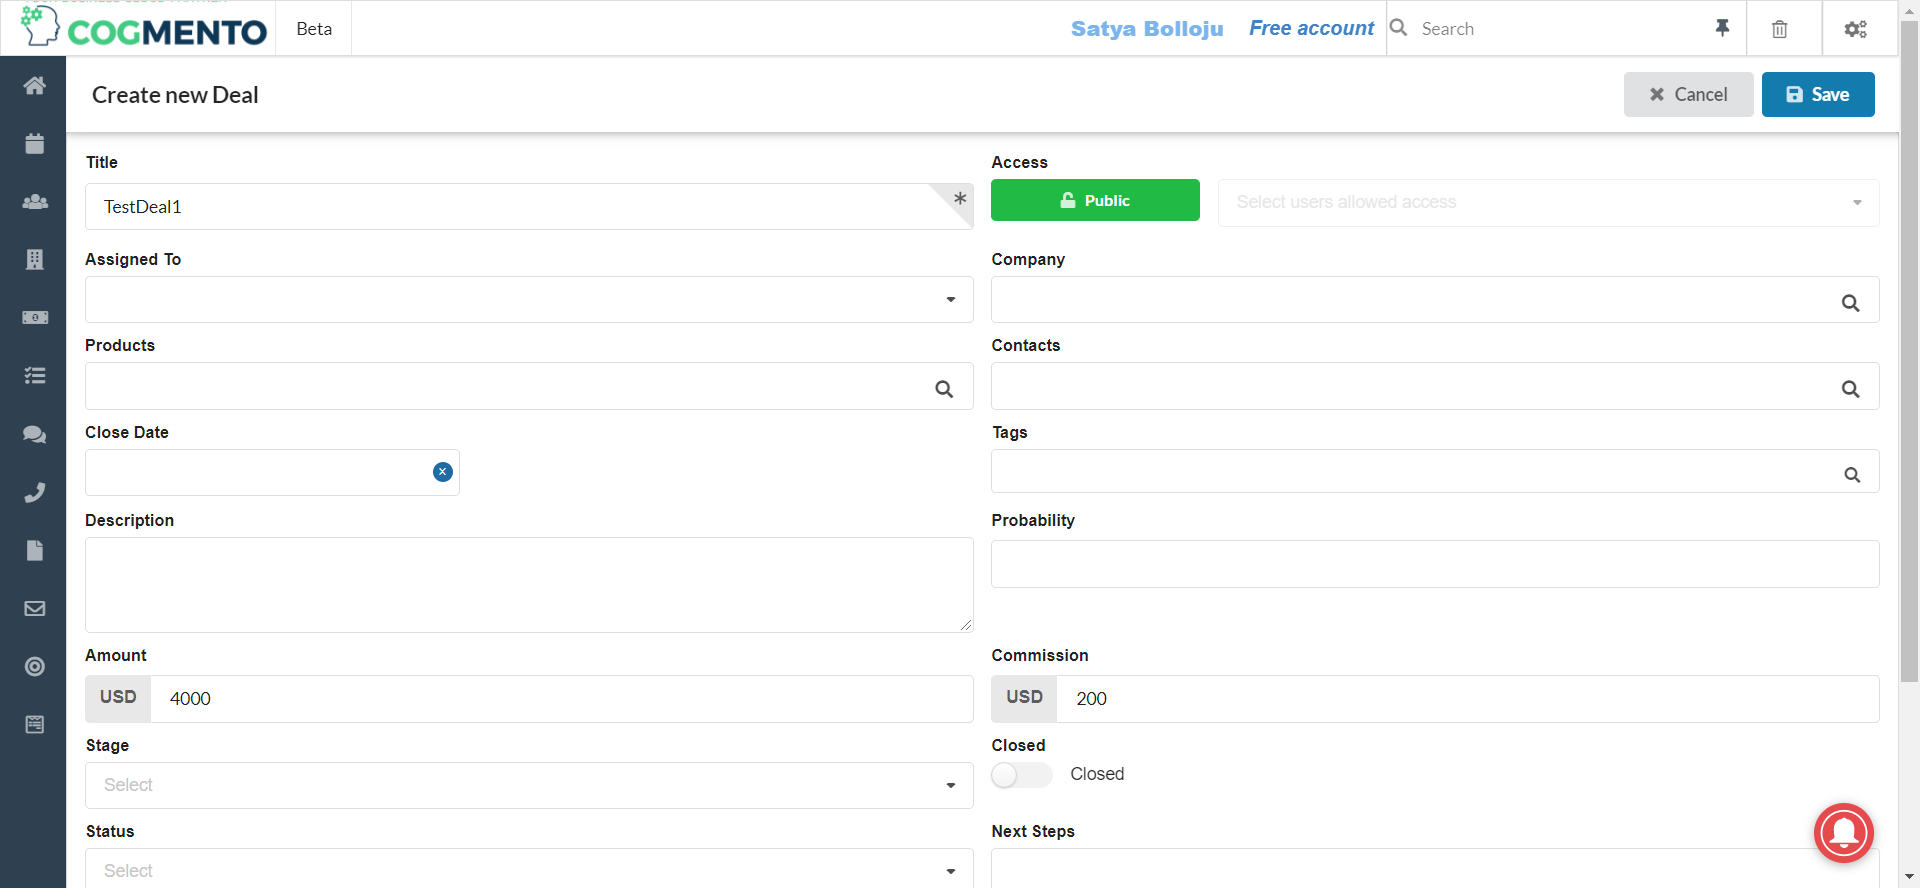 COGMENTO
Beta
Satya Bolloju
Free account
Search
Create new Deal
Cancel
Save
Title
Access
TestDeal1
*
Public
Select users allowed access
Assigned To
Company
Products
Contacts
Close Date
Tags
Description
Probability
Amount
Commission
USD
4000
USD
200
Stage
Closed
Select
Closed
Status
Next Steps
Select